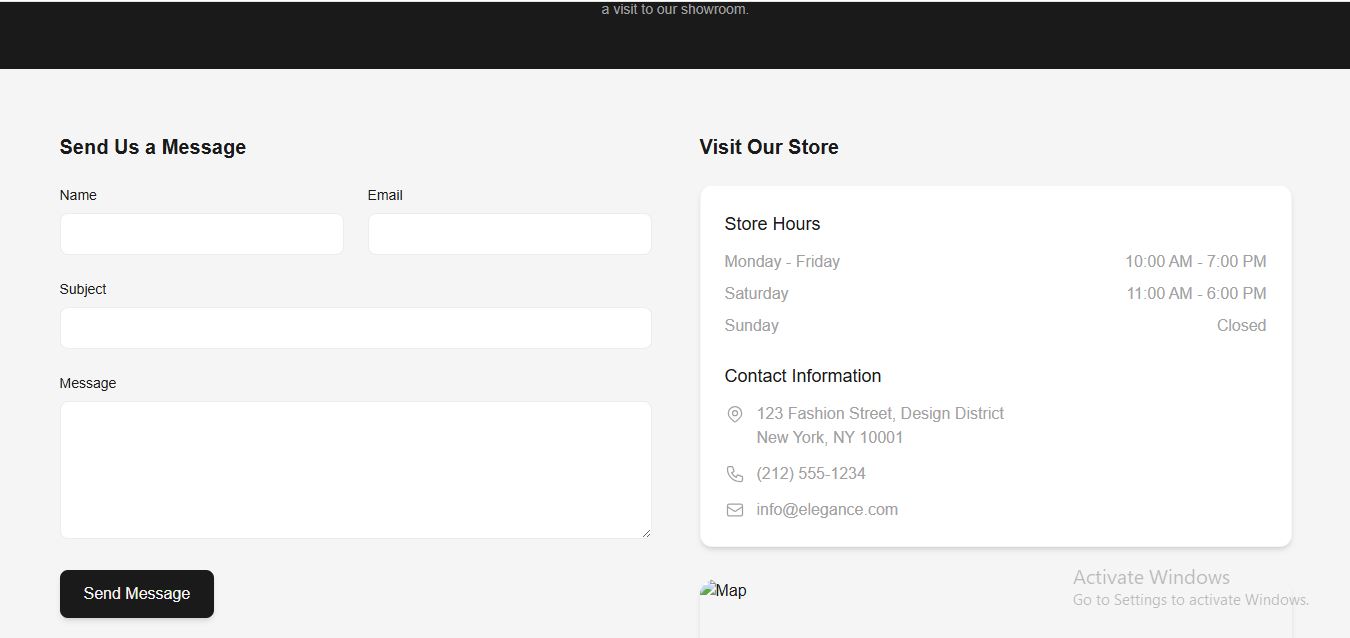 a visit to our showroom.
Send Us a Message
Name
Email
Subject
Message
Send Message
Visit Our Store
Store Hours
Monday - Friday 10:00 AM - 7:00 PM
Saturday 11:00 AM - 6:00 PM
Sunday Closed
Contact Information
123 Fashion Street, Design District
New York, NY 10001
(212) 555-1234
info@elegance.com
Map
Activate Windows
Go to Settings to activate Windows.